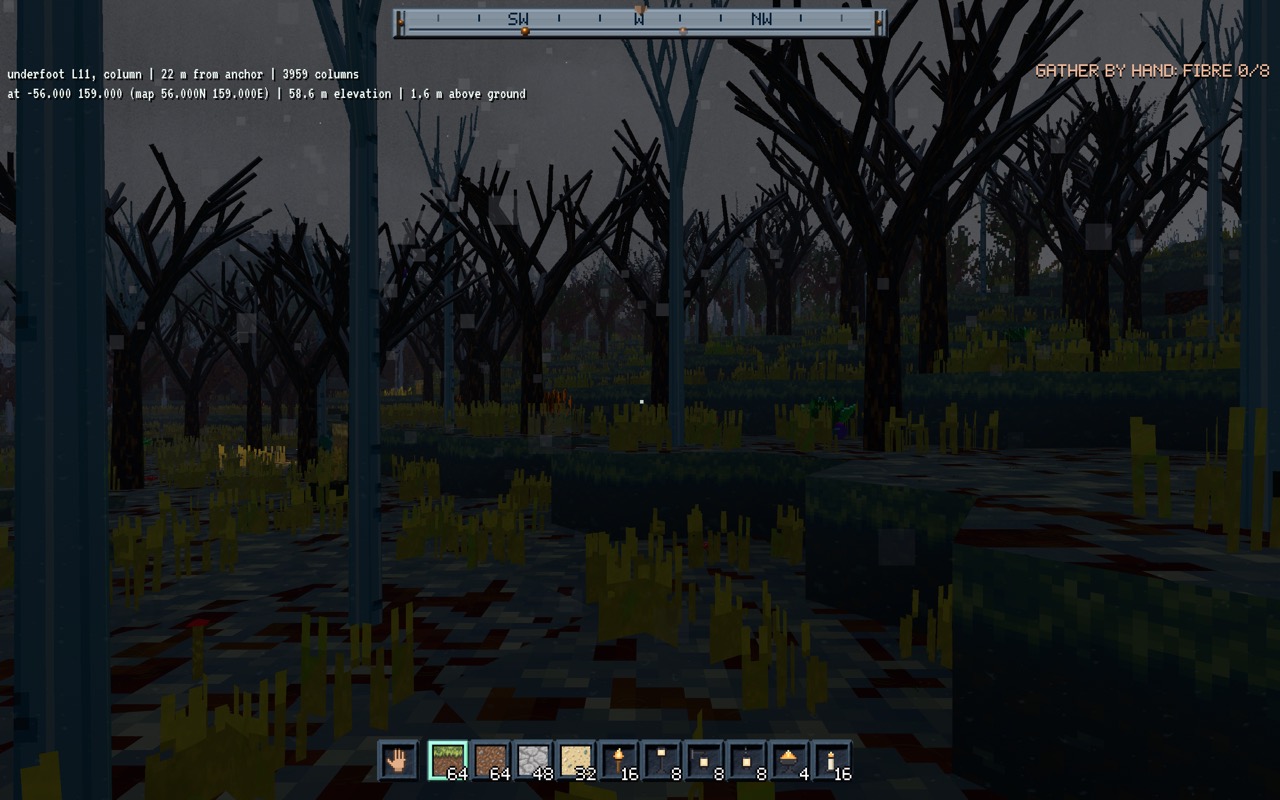 SW W NW
underfoot L11, column | 22 m from anchor | 3959 columns
GATHER BY HAND: FIBRE 0/8
at -56.000 159.000 (map 56.000N 159.000E) | 58.6 m elevation | 1.6 m above ground
64 64 48 32 16 8 8 8 4 16